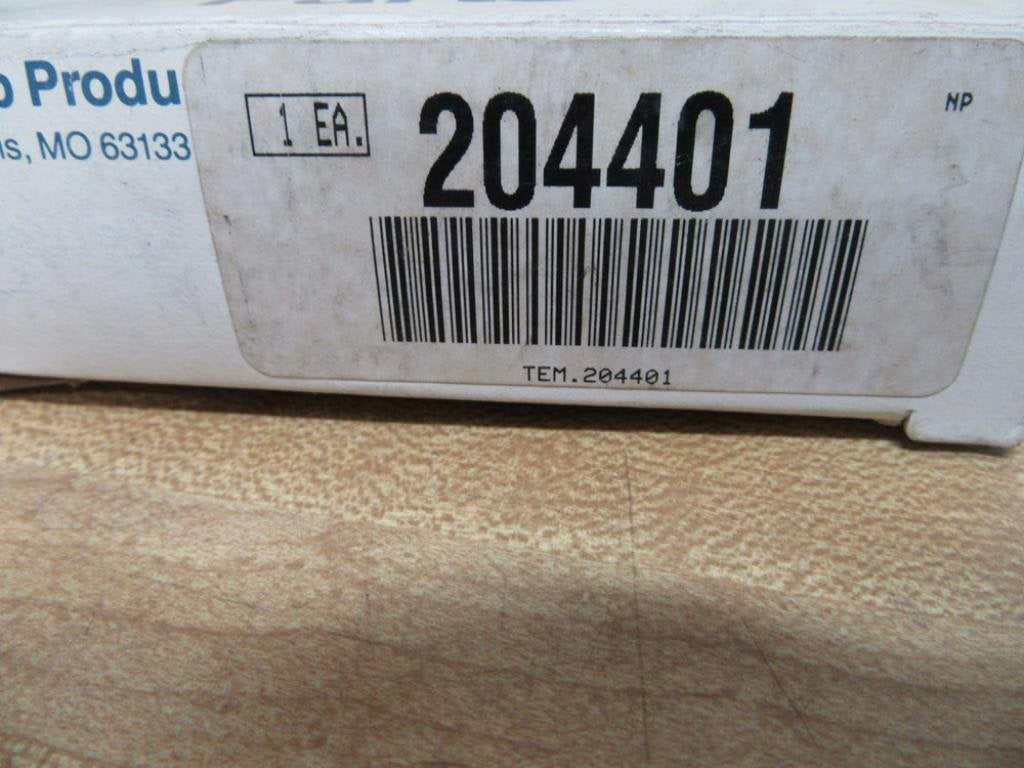 Produ
MO 63133
1 EA.
204401
NP
TEM.204401